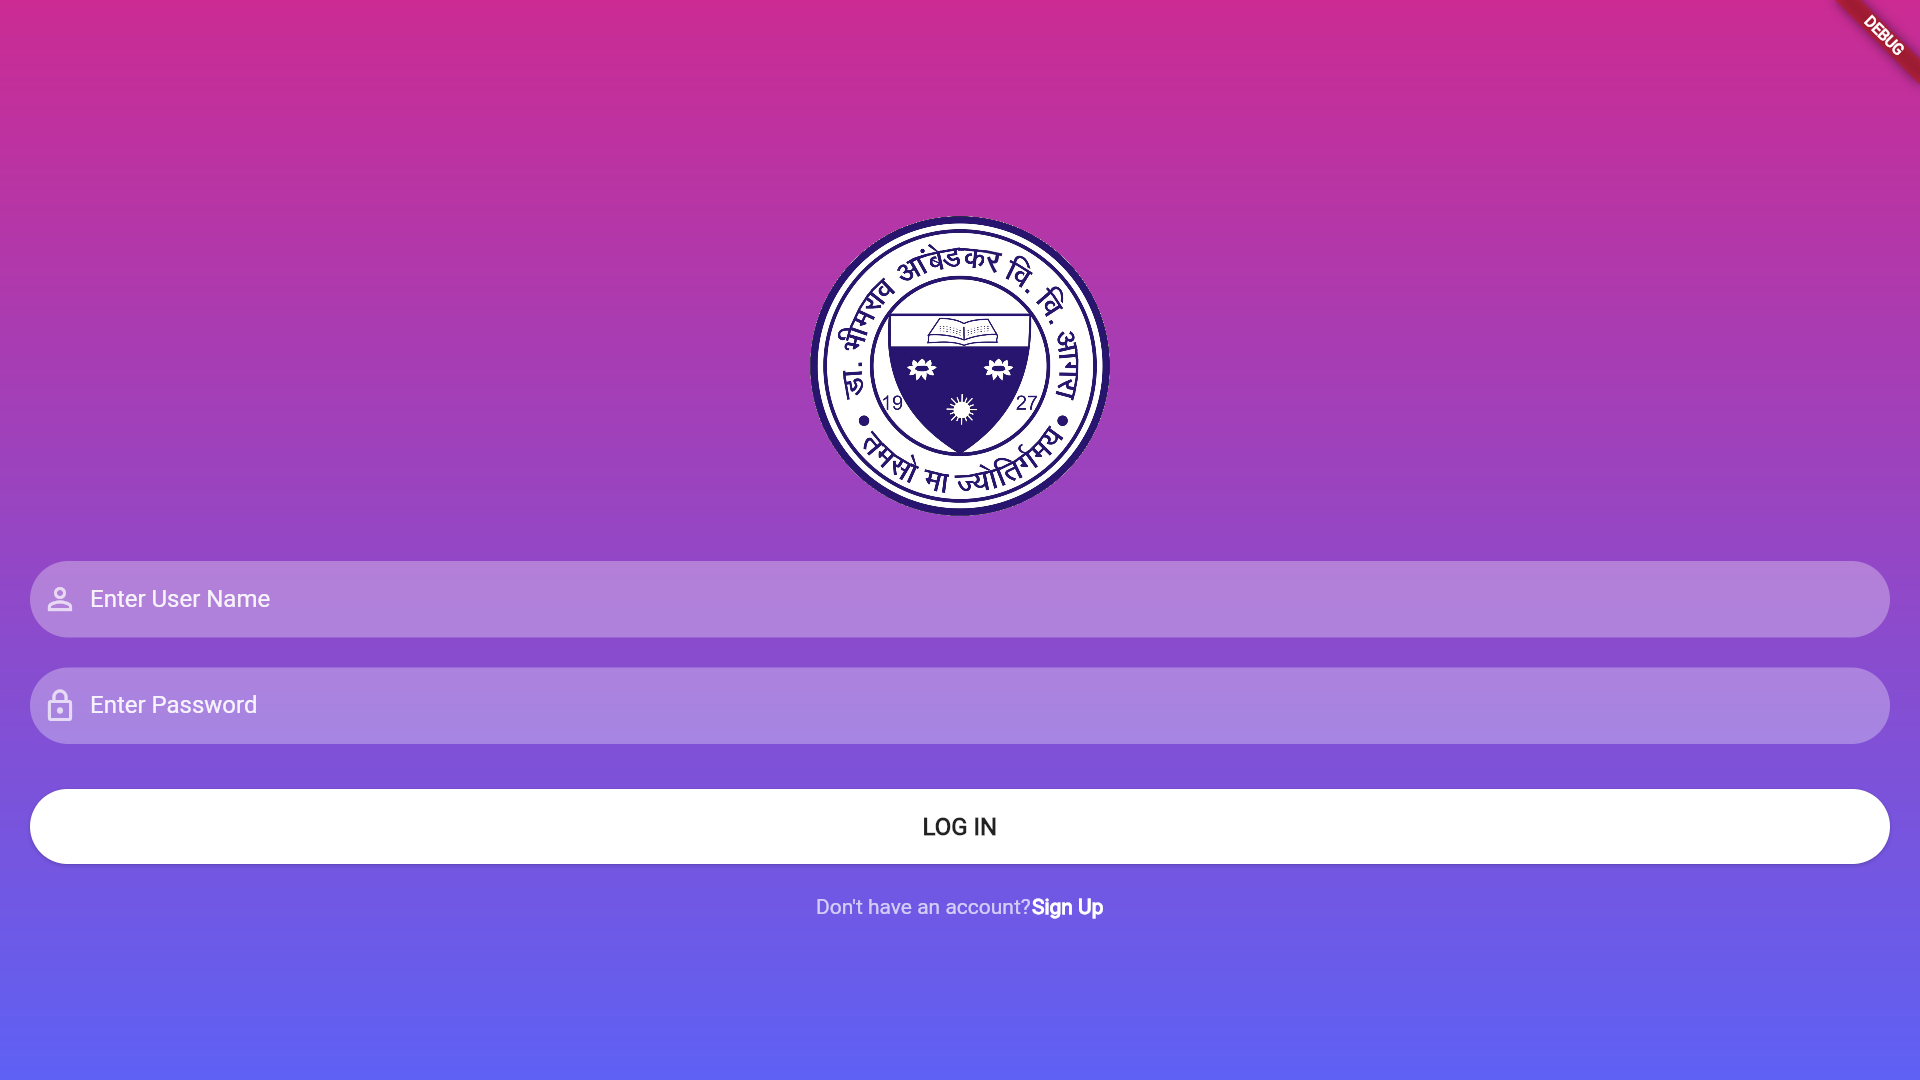 DEBUG
डा. भीमराव आंबेडकर वि. वि. आगरा
19 27
तमसो मा ज्योतिर्गमय
Enter User Name
Enter Password
LOG IN
Don't have an account?Sign Up